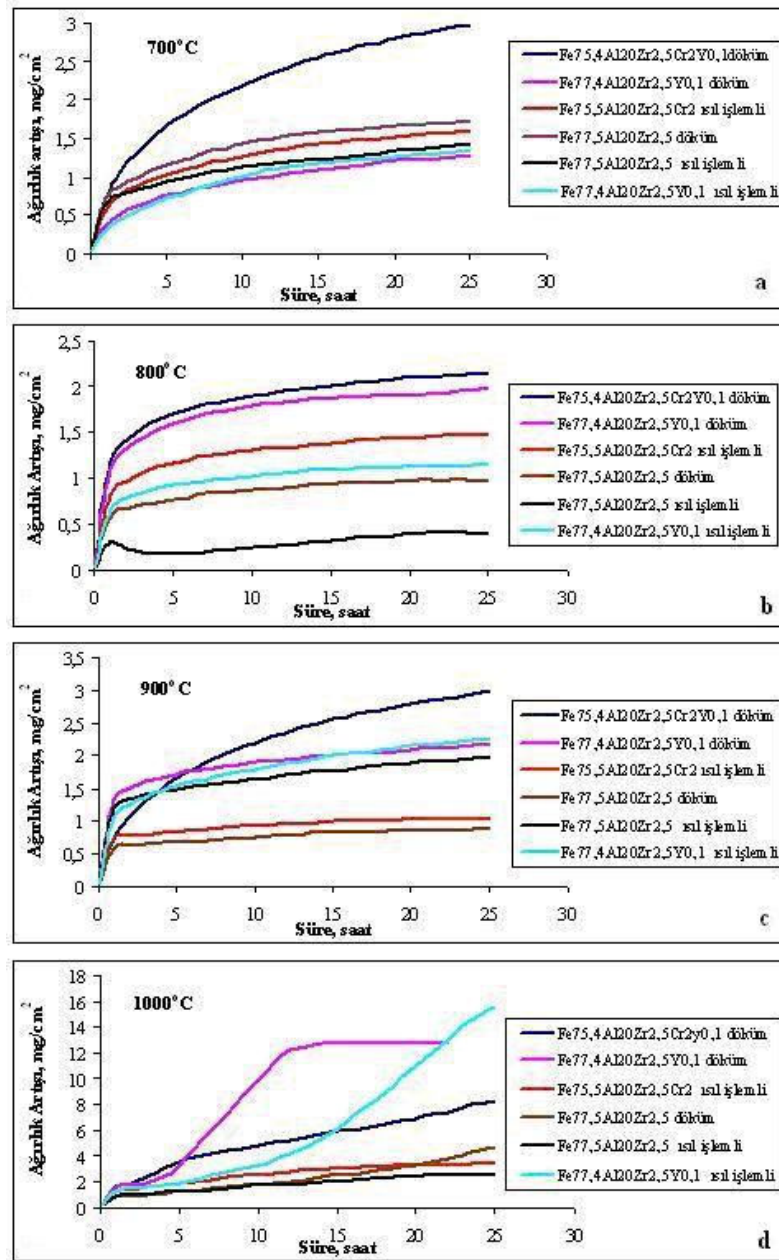 700°C
Ağırlık artışı, mg/cm2
3
2,5
2
1,5
1
0,5
0
5 10 15 20 25 30
Süre, saat
Fe75,4Al20Zr2,5Cr2Y0,1döküm
Fe77,4Al20Zr2,5Y0,1 döküm
Fe75,5Al20Zr2,5Cr2 ısıl işlemli
Fe77,5Al20Zr2,5 döküm
Fe77,5Al20Zr2,5 ısıl işlemli
Fe77,4Al20Zr2,5Y0,1 ısıl işlemli
a
800°C
Ağırlık Artışı, mg/cm2
2,5
2
1,5
1
0,5
0
0 5 10 15 20 25 30
Süre, saat
Fe75,4Al20Zr2,5Cr2Y0,1 döküm
Fe77,4Al20Zr2,5Y0,1 döküm
Fe75,5Al20Zr2,5Cr2 ısıl işlemli
Fe77,5Al20Zr2,5 döküm
Fe77,5Al20Zr2,5 ısıl işlemli
Fe77,4Al20Zr2,5Y0,1 ısıl işlemli
b
900°C
Ağırlık Artışı, mg/cm2
3,5
3
2,5
2
1,5
1
0,5
0
0 5 10 15 20 25 30
Süre, saat
Fe75,4Al20Zr2,5Cr2Y0,1 döküm
Fe77,4Al20Zr2,5Y0,1 döküm
Fe75,5Al20Zr2,5Cr2 ısıl işlemli
Fe77,5Al20Zr2,5 döküm
Fe77,5Al20Zr2,5 ısıl işlemli
Fe77,4Al20Zr2,5Y0,1 ısıl işlemli
c
1000°C
Ağırlık Artışı, mg/cm2
18
16
14
12
10
8
6
4
2
0
0 5 10 15 20 25 30
Süre, saat
Fe75,4Al20Zr2,5Cr2y0,1 döküm
Fe77,4Al20Zr2,5Y0,1 döküm
Fe75,5Al20Zr2,5Cr2 ısıl işlemli
Fe77,5Al20Zr2,5 döküm
Fe77,5Al20Zr2,5 ısıl işlemli
Fe77,4Al20Zr2,5Y0,1 ısıl işlemli
d